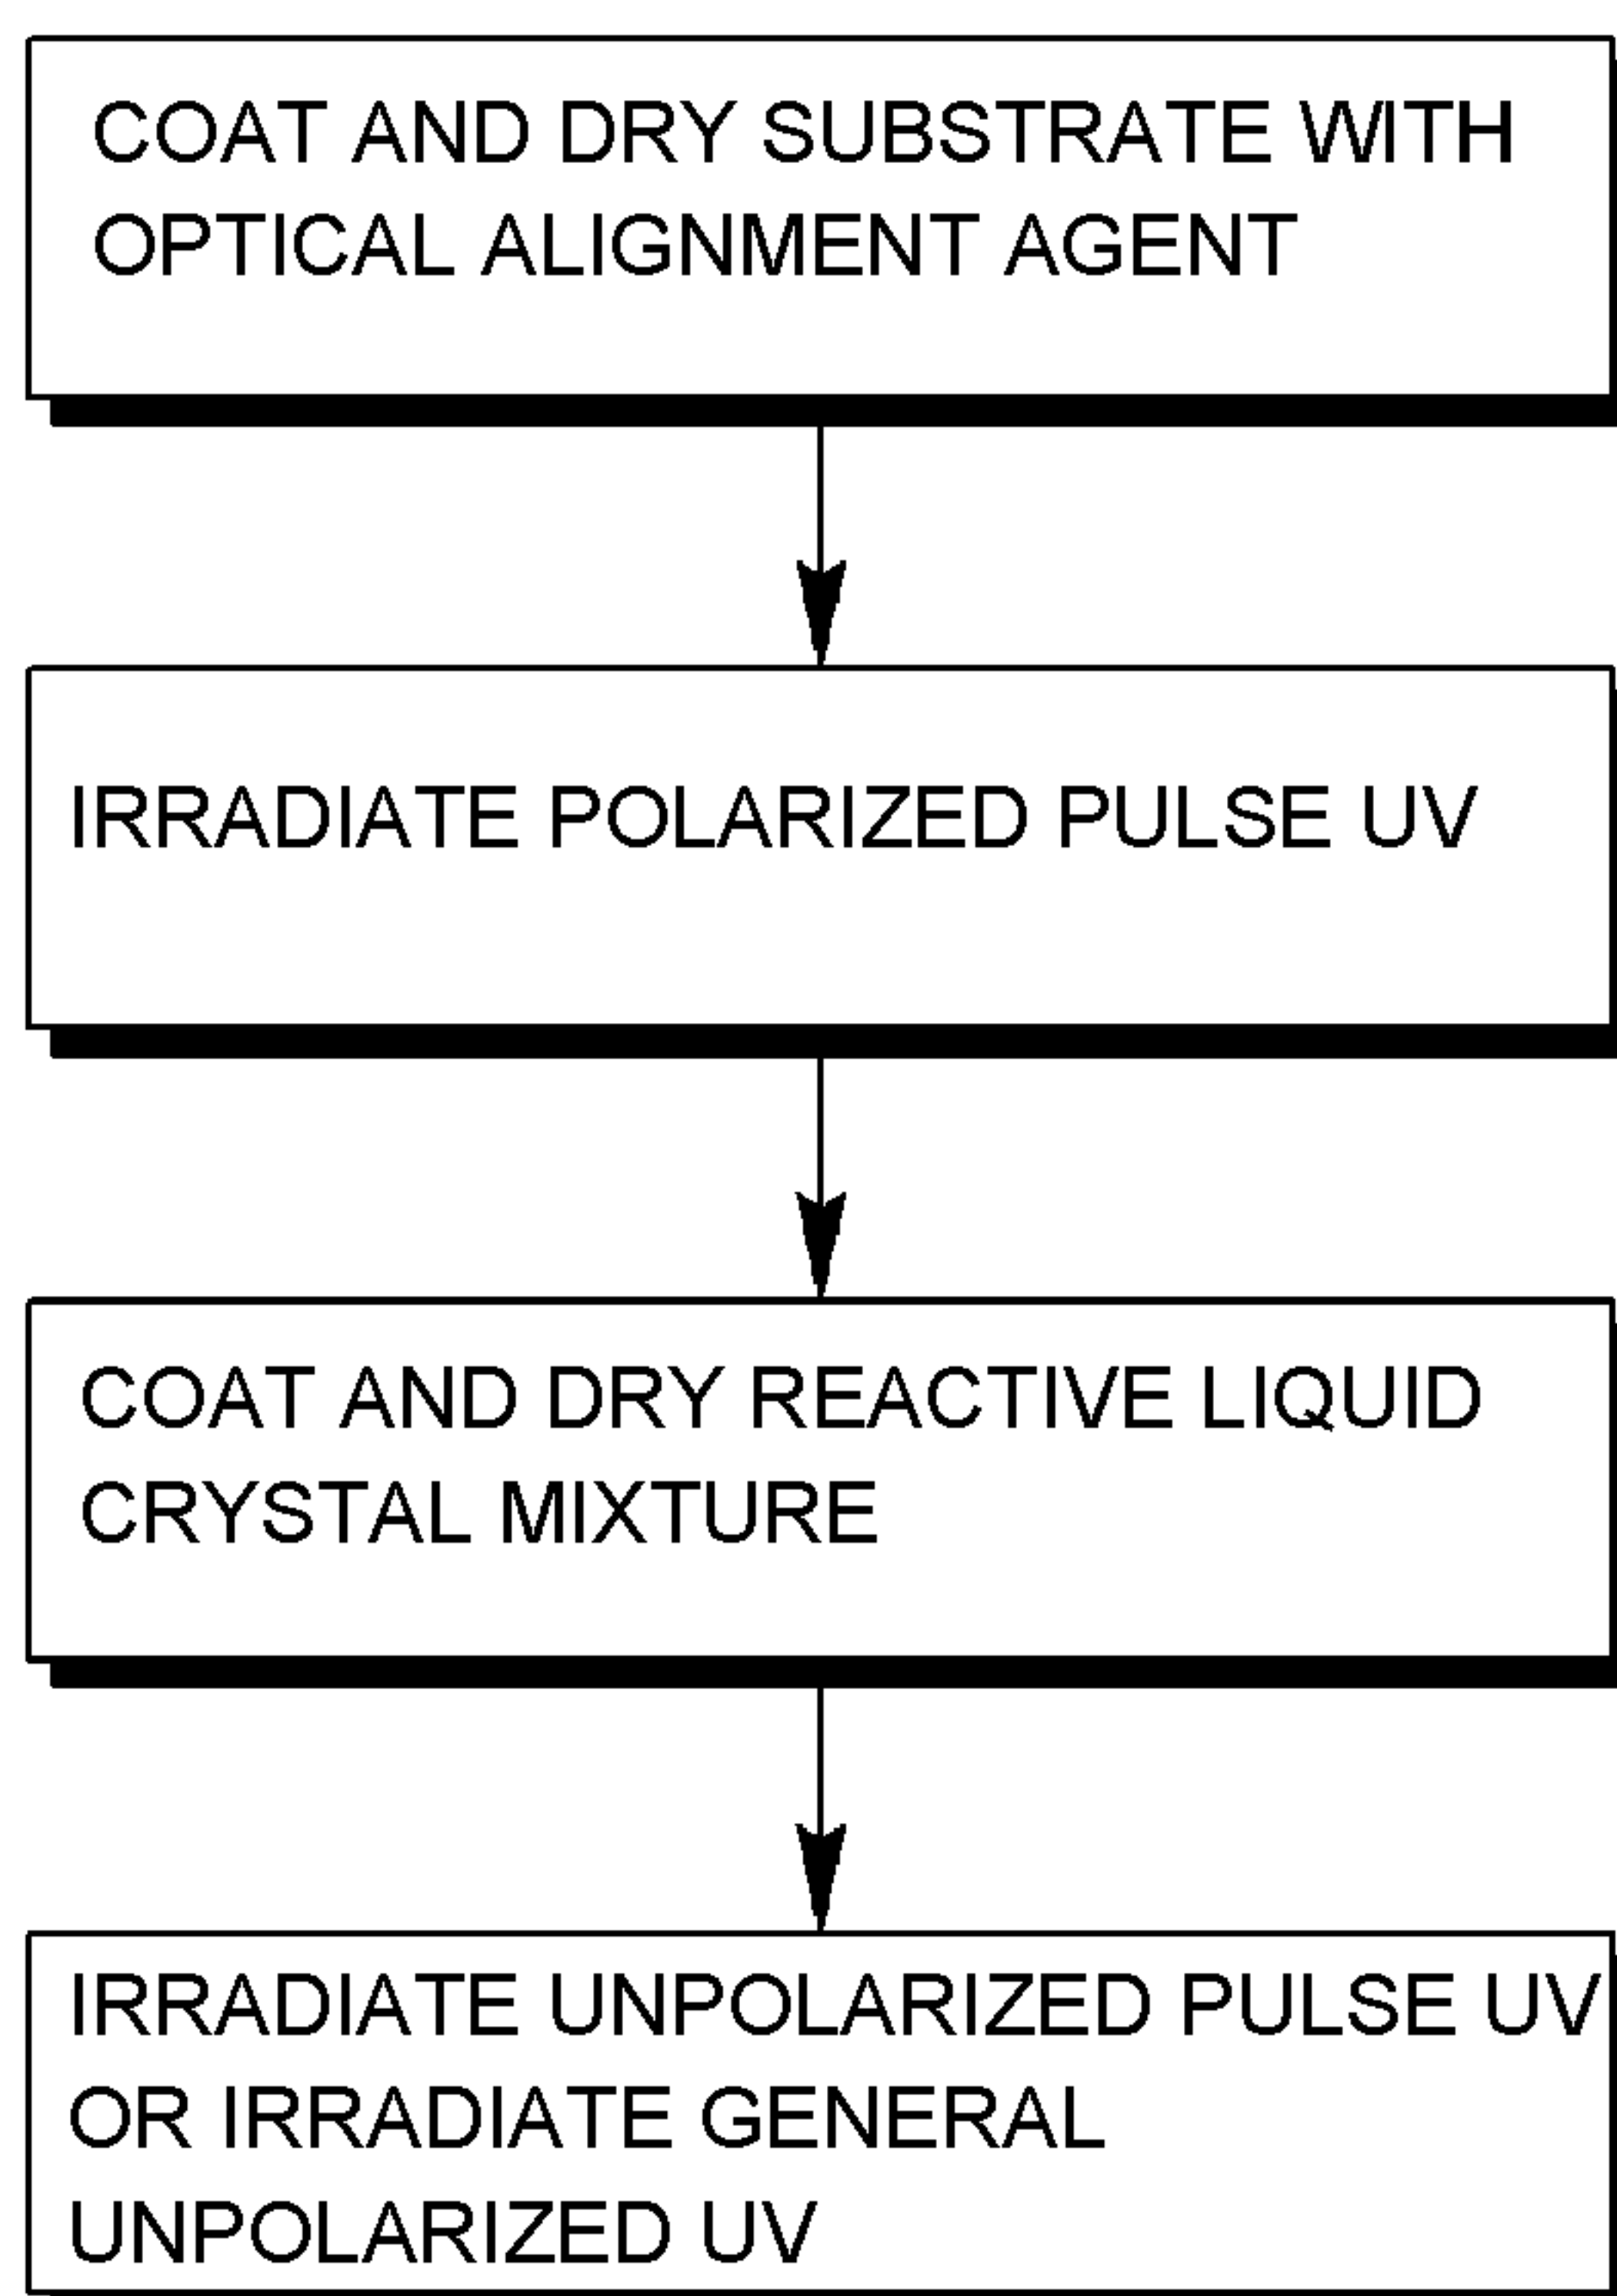 COAT AND DRY SUBSTRATE WITH
OPTICAL ALIGNMENT AGENT
IRRADIATE POLARIZED PULSE UV
COAT AND DRY REACTIVE LIQUID
CRYSTAL MIXTURE
IRRADIATE UNPOLARIZED PULSE UV
OR IRRADIATE GENERAL
UNPOLARIZED UV